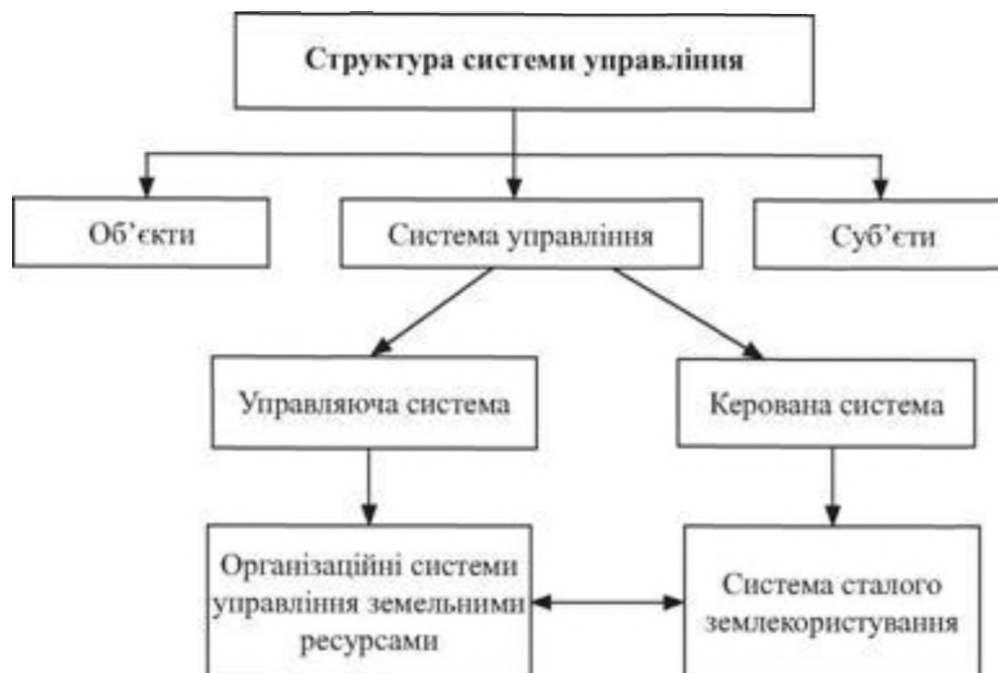 Структура системи управління
Об’єкти
Система управління
Суб’єти
Управляюча система
Керована система
Організаційні системи
управління земельними
ресурсами
Система сталого
землекористування